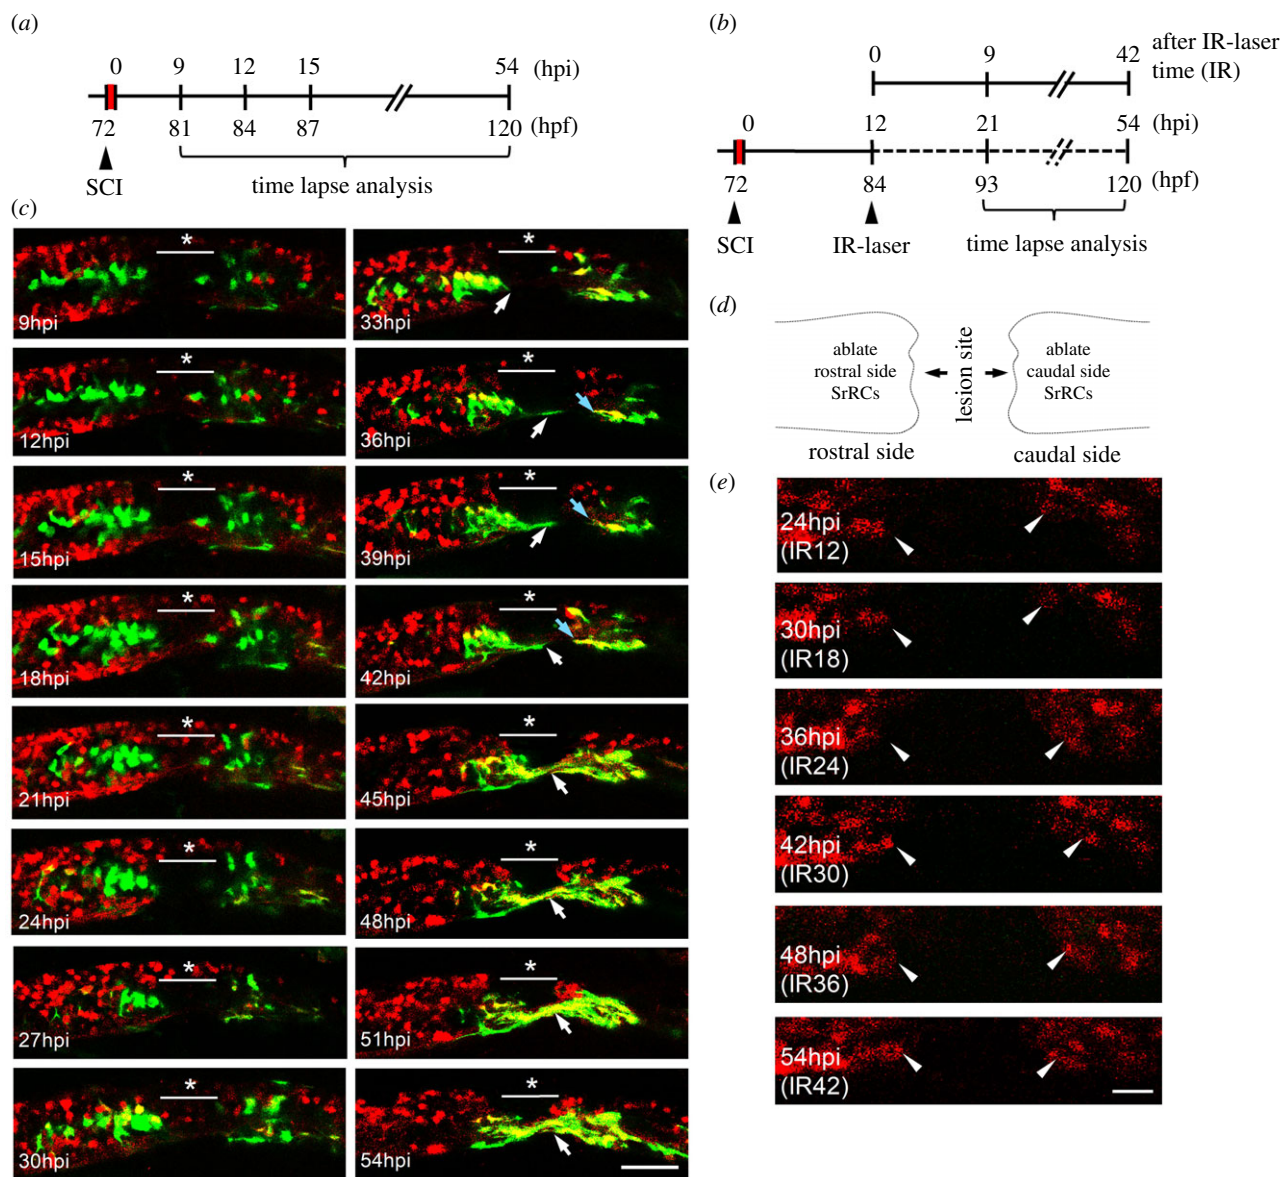 (a)
0 9 12 15 54 (hpi)
72 81 84 87 120 (hpf)
SCI
time lapse analysis
(b)
0 9 42 after IR-laser
time (IR)
0 12 21 54 (hpi)
72 84 93 120 (hpf)
SCI IR-laser time lapse analysis
(c)
*
9hpi
*
12hpi
*
15hpi
*
18hpi
*
21hpi
*
24hpi
*
27hpi
*
30hpi
*
33hpi
*
36hpi
*
39hpi
*
42hpi
*
45hpi
*
48hpi
*
51hpi
*
54hpi
(d)
ablate
rostral side
SrRCs
lesion site
ablate
caudal side
SrRCs
rostral side caudal side
(e)
24hpi
(IR12)
30hpi
(IR18)
36hpi
(IR24)
42hpi
(IR30)
48hpi
(IR36)
54hpi
(IR42)